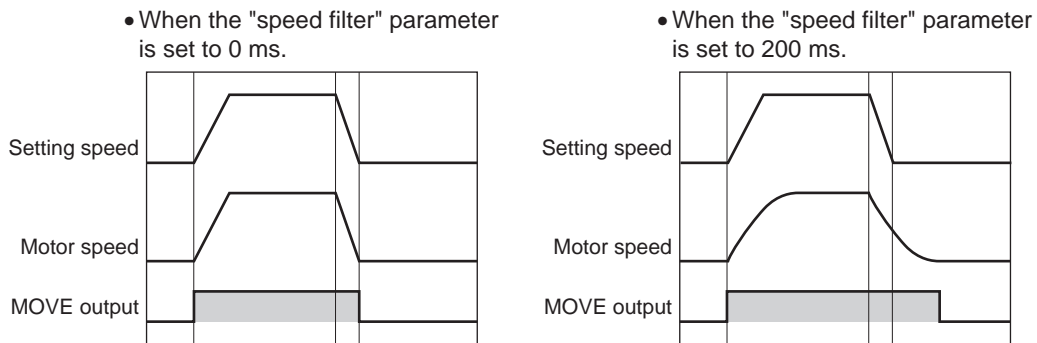 • When the "speed filter" parameter
is set to 0 ms.
Setting speed
Motor speed
MOVE output
• When the "speed filter" parameter
is set to 200 ms.
Setting speed
Motor speed
MOVE output